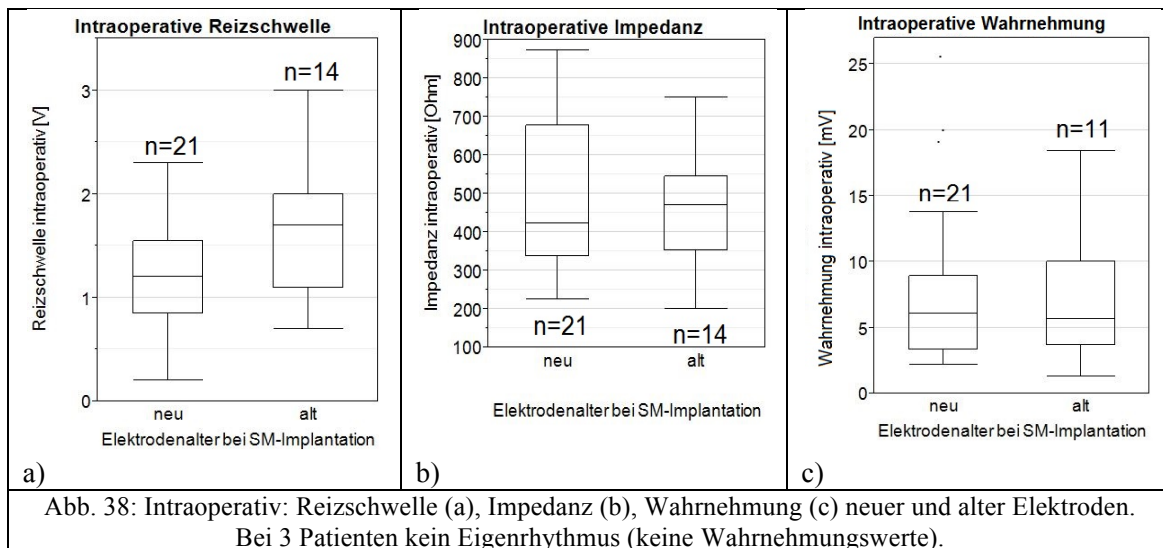 Intraoperative Reizschwelle
Reizschwelle intraoperativ [V]
3
2
1
0
n=21
n=14
neu
alt
Elektrodenalter bei SM-Implantation
a)
Intraoperative Impedanz
Impedanz intraoperativ [Ohm]
900
800
700
600
500
400
300
200
100
n=21
n=14
neu
alt
Elektrodenalter bei SM-Implantation
b)
Intraoperative Wahrnehmung
Wahrnehmung intraoperativ [mV]
25
20
15
10
5
0
n=21
n=11
neu
alt
Elektrodenalter bei SM-Implantation
c)
Abb. 38: Intraoperativ: Reizschwelle (a), Impedanz (b), Wahrnehmung (c) neuer und alter Elektroden.
Bei 3 Patienten kein Eigenrhythmus (keine Wahrnehmungswerte).